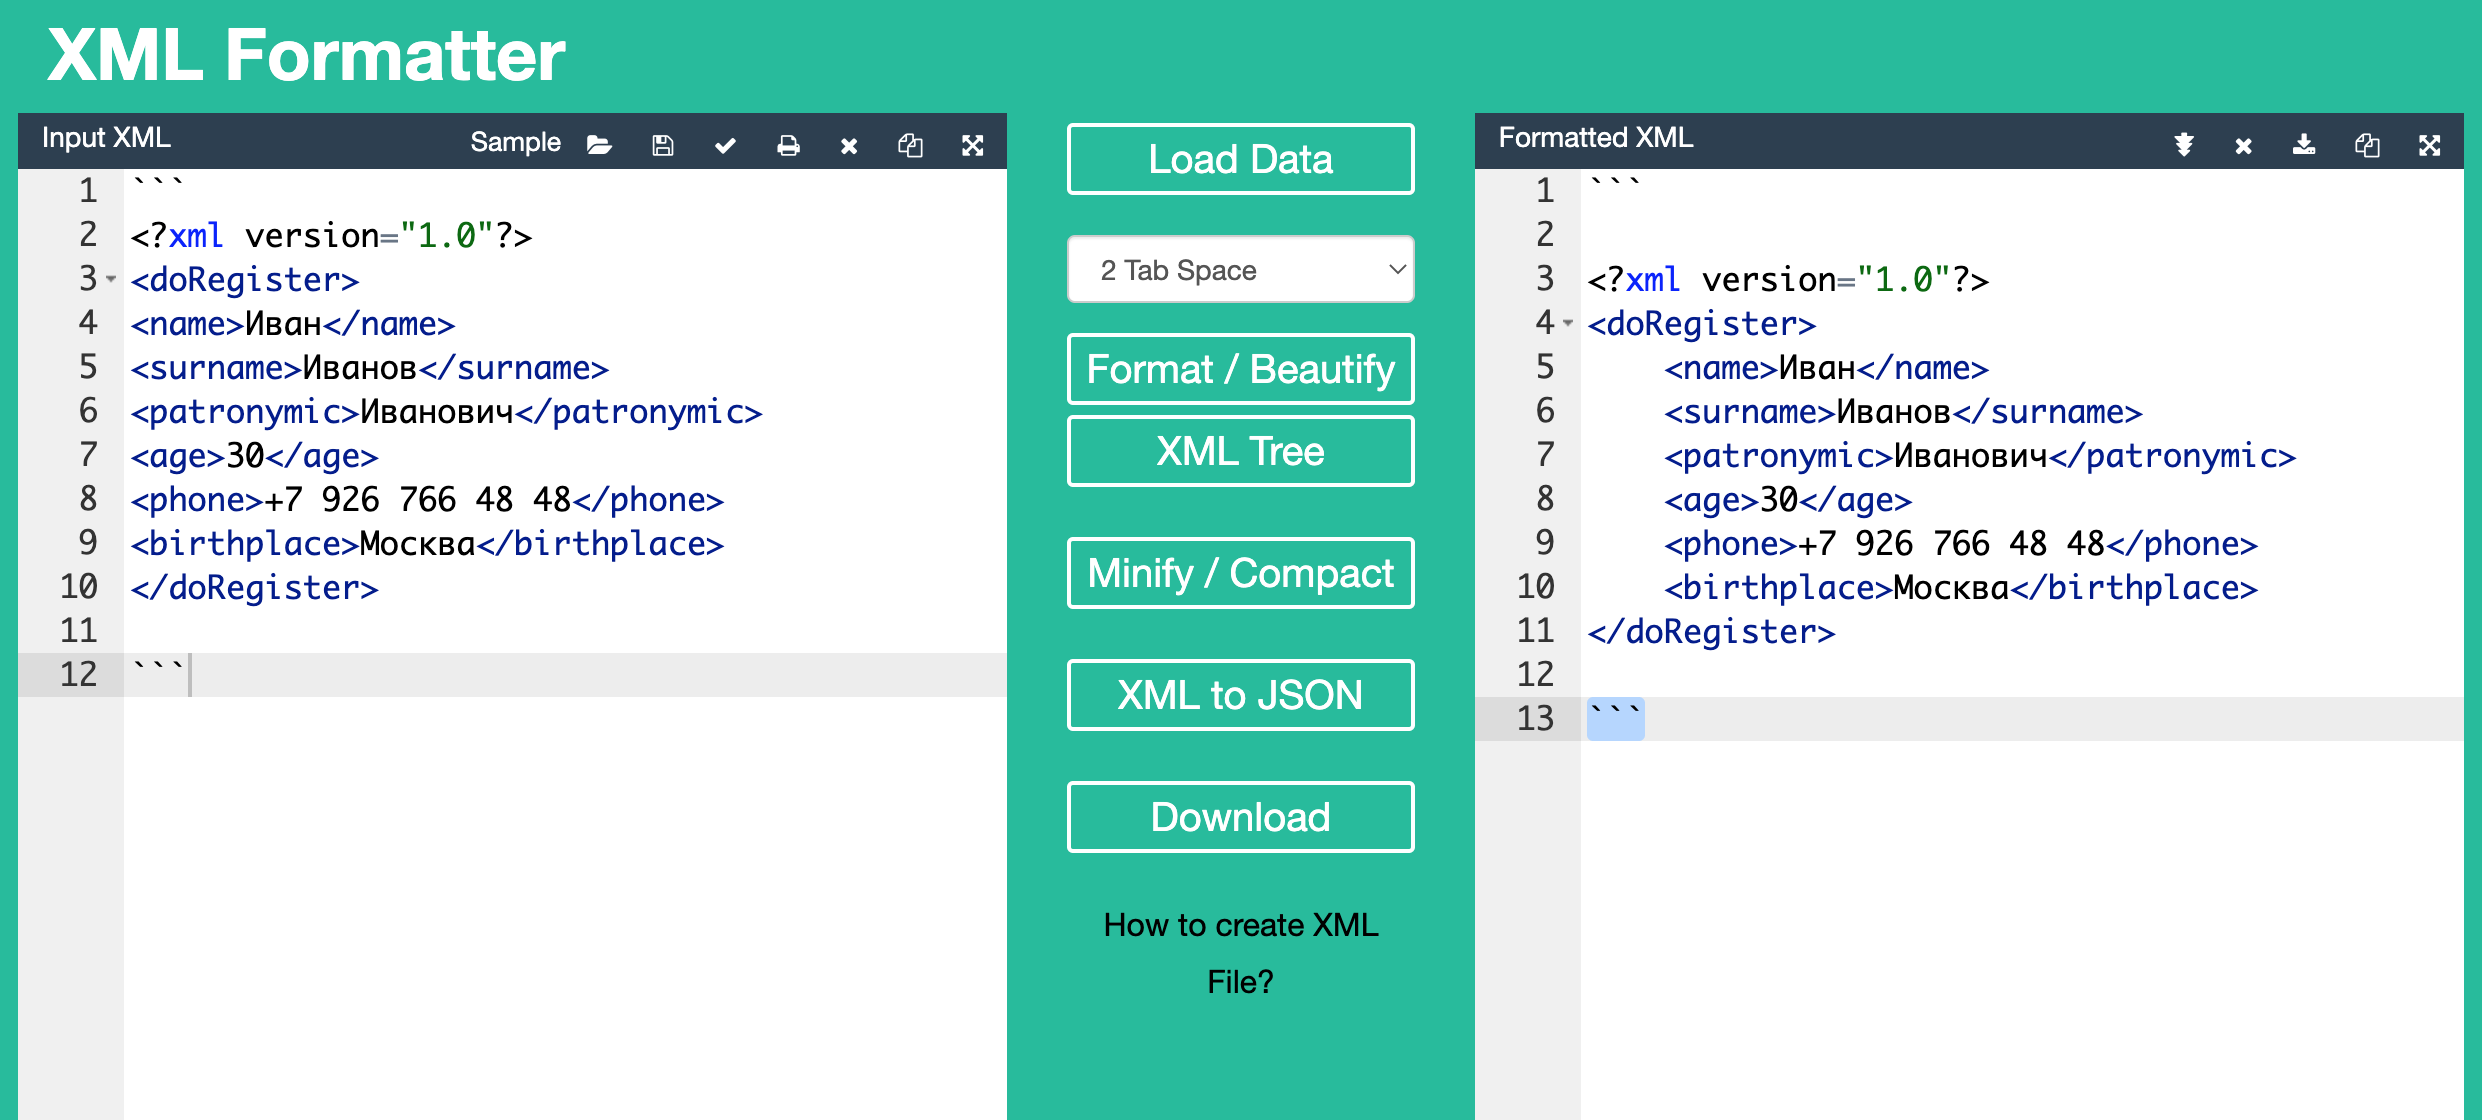 XML Formatter
Input XML
Sample
1 ```
2 <?xml version="1.0"?>
3 <doRegister>
4 <name>Иван</name>
5 <surname>Иванов</surname>
6 <patronymic>Иванович</patronymic>
7 <age>30</age>
8 <phone>+7 926 766 48 48</phone>
9 <birthplace>Москва</birthplace>
10 </doRegister>
11
12 ```
Load Data
2 Tab Space
Format / Beautify
XML Tree
Minify / Compact
XML to JSON
Download
How to create XML
File?
Formatted XML
1 ```
2
3 <?xml version="1.0"?>
4 <doRegister>
5     <name>Иван</name>
6     <surname>Иванов</surname>
7     <patronymic>Иванович</patronymic>
8     <age>30</age>
9     <phone>+7 926 766 48 48</phone>
10     <birthplace>Москва</birthplace>
11 </doRegister>
12
13 ```